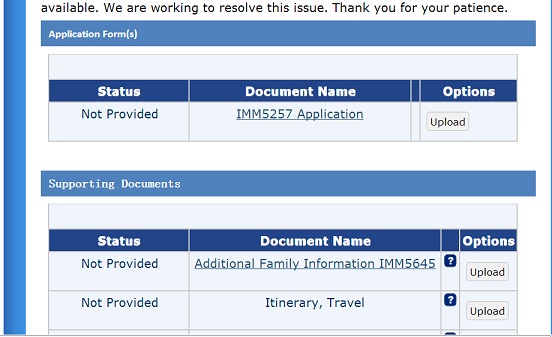 available. We are working to resolve this issue. Thank you for your patience.
Application Form(s)
Status Document Name Options
Not Provided IMM5257 Application Upload
Supporting Documents
Status Document Name Options
Not Provided Additional Family Information IMM5645 ? Upload
Not Provided Itinerary, Travel ? Upload